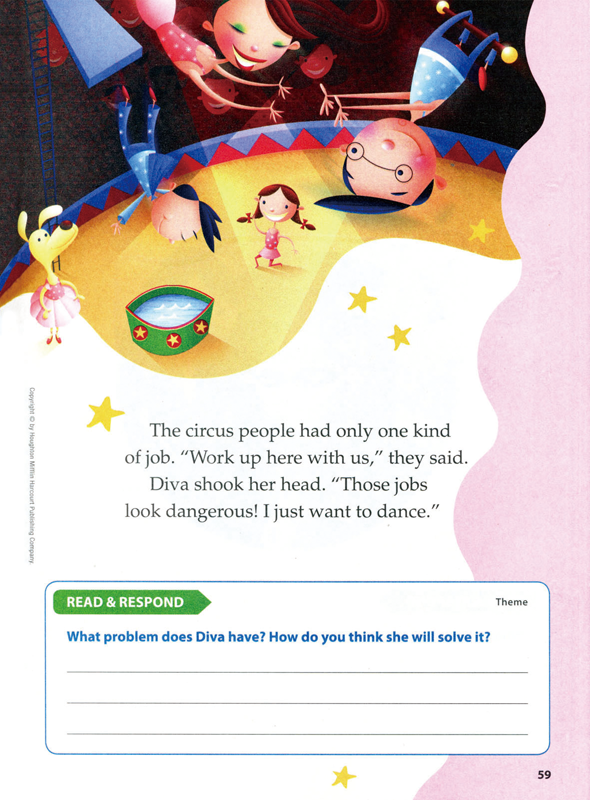 The circus people had only one kind
of job. “Work up here with us,” they said.
Diva shook her head. “Those jobs
look dangerous! I just want to dance.”
Copyright © by Houghton Mifflin Harcourt Publishing Company.
READ & RESPOND
Theme
What problem does Diva have? How do you think she will solve it?
59